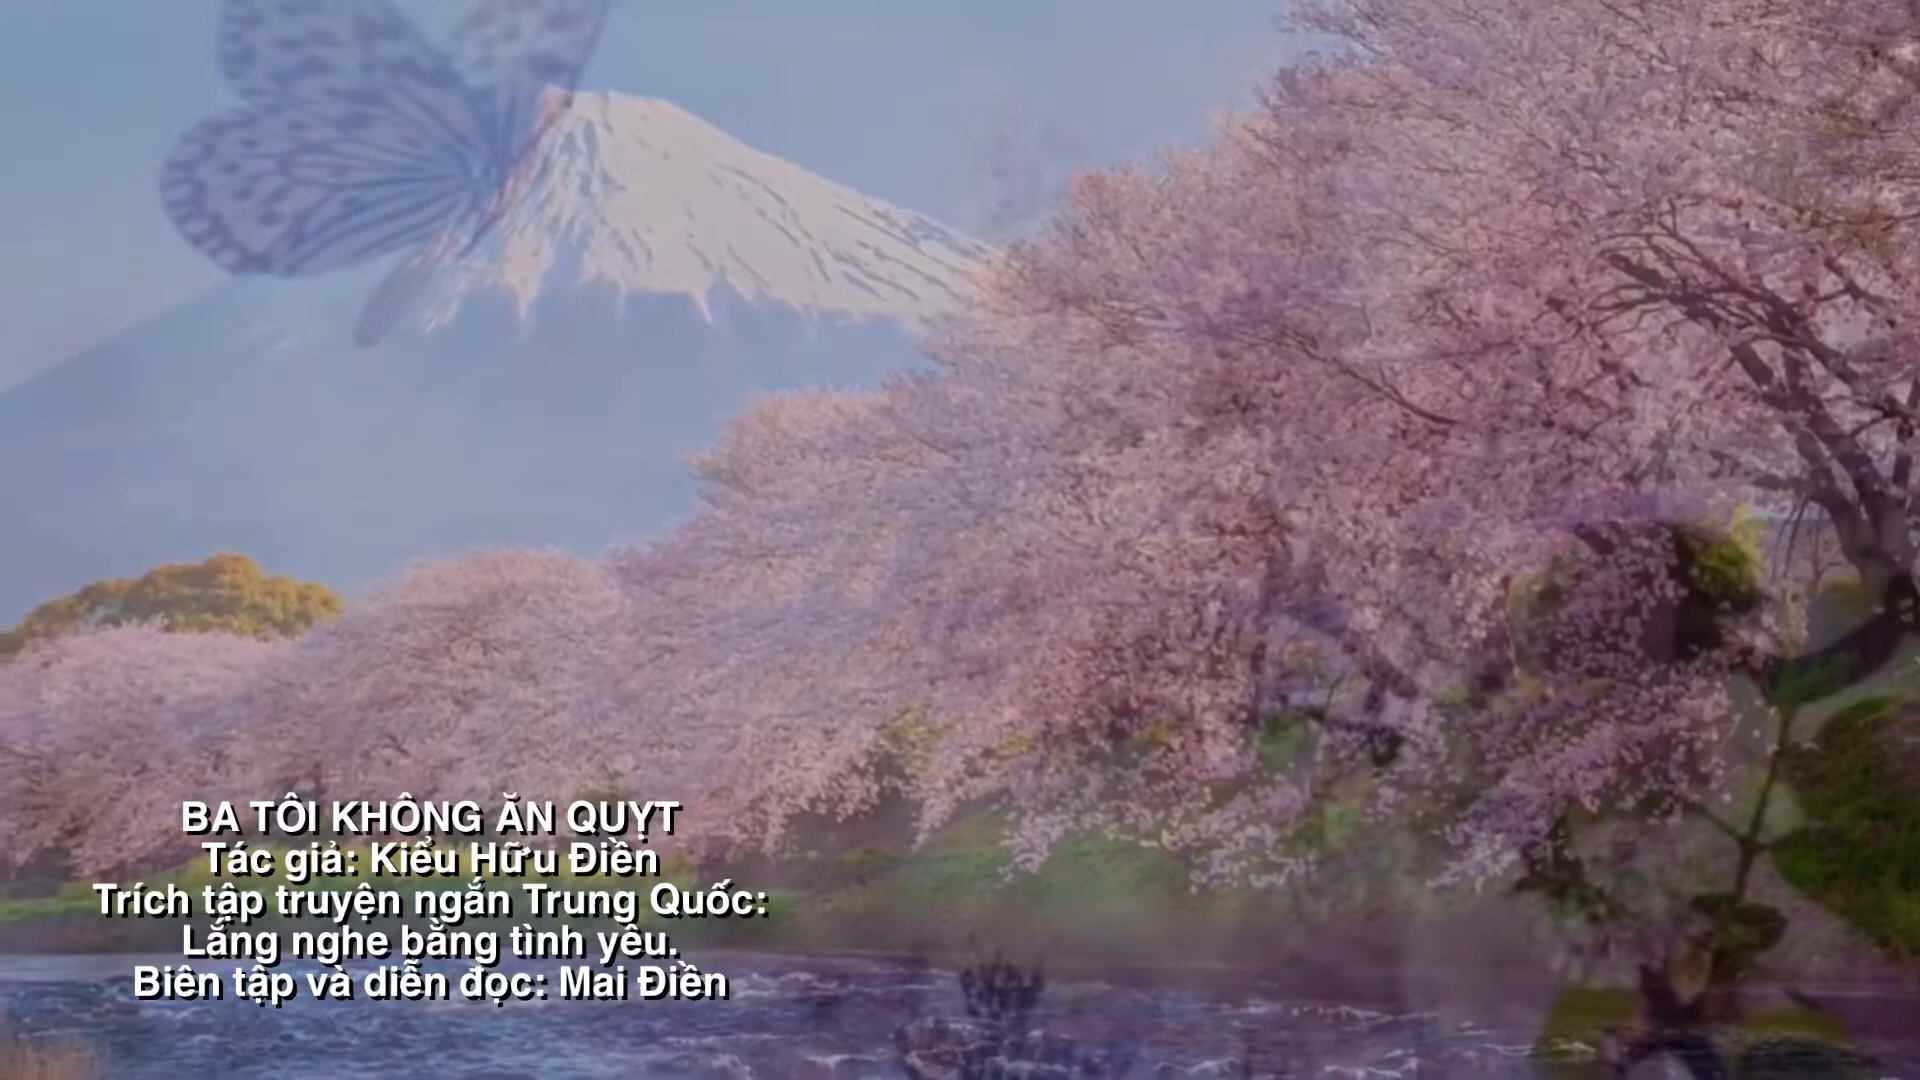 BA TÔI KHÔNG ĂN QUỴT
Tác giả: Kiểu Hữu Điền
Trích tập truyện ngắn Trung Quốc:
Lắng nghe bằng tình yêu.
Biên tập và diễn đọc: Mai Điền